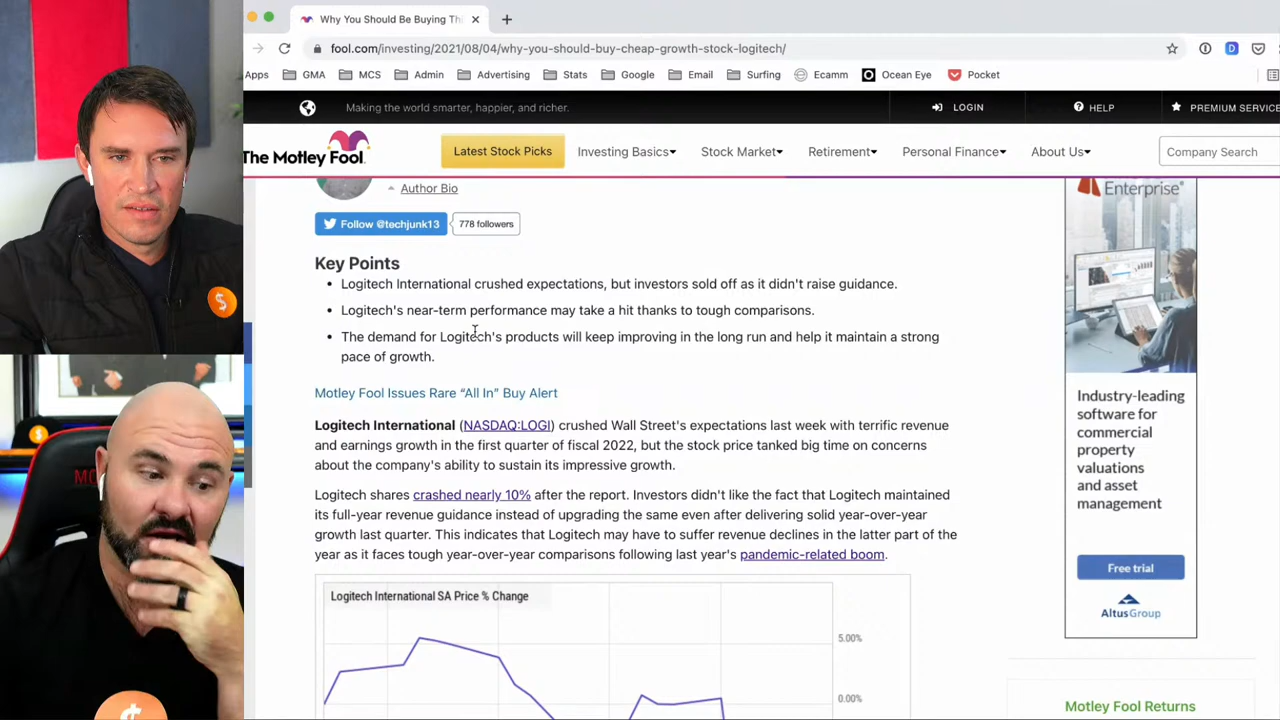 Why You Should Be Buying Thi
fool.com/investing/2021/08/04/why-you-should-buy-cheap-growth-stock-logitech/
Apps GMA MCS Admin Advertising Stats Google Email Surfing Ecamm Ocean Eye Pocket
Making the world smarter, happier, and richer. LOGIN HELP PREMIUM SERVICE
The Motley Fool. Latest Stock Picks Investing Basics Stock Market Retirement Personal Finance About Us Company Search
Author Bio
Follow @techjunk13 778 followers
Key Points
Logitech International crushed expectations, but investors sold off as it didn't raise guidance.
Logitech's near-term performance may take a hit thanks to tough comparisons.
The demand for Logitech's products will keep improving in the long run and help it maintain a strong
pace of growth.
Motley Fool Issues Rare “All In” Buy Alert
Logitech International (NASDAQ:LOGI) crushed Wall Street's expectations last week with terrific revenue
and earnings growth in the first quarter of fiscal 2022, but the stock price tanked big time on concerns
about the company's ability to sustain its impressive growth.
Logitech shares crashed nearly 10% after the report. Investors didn't like the fact that Logitech maintained
its full-year revenue guidance instead of upgrading the same even after delivering solid year-over-year
growth last quarter. This indicates that Logitech may have to suffer revenue declines in the latter part of the
year as it faces tough year-over-year comparisons following last year's pandemic-related boom.
Logitech International SA Price % Change
5.00%
0.00%
Enterprise®
Industry-leading
software for
commercial
property
valuations
and asset
management
Free trial
AltusGroup
Motley Fool Returns